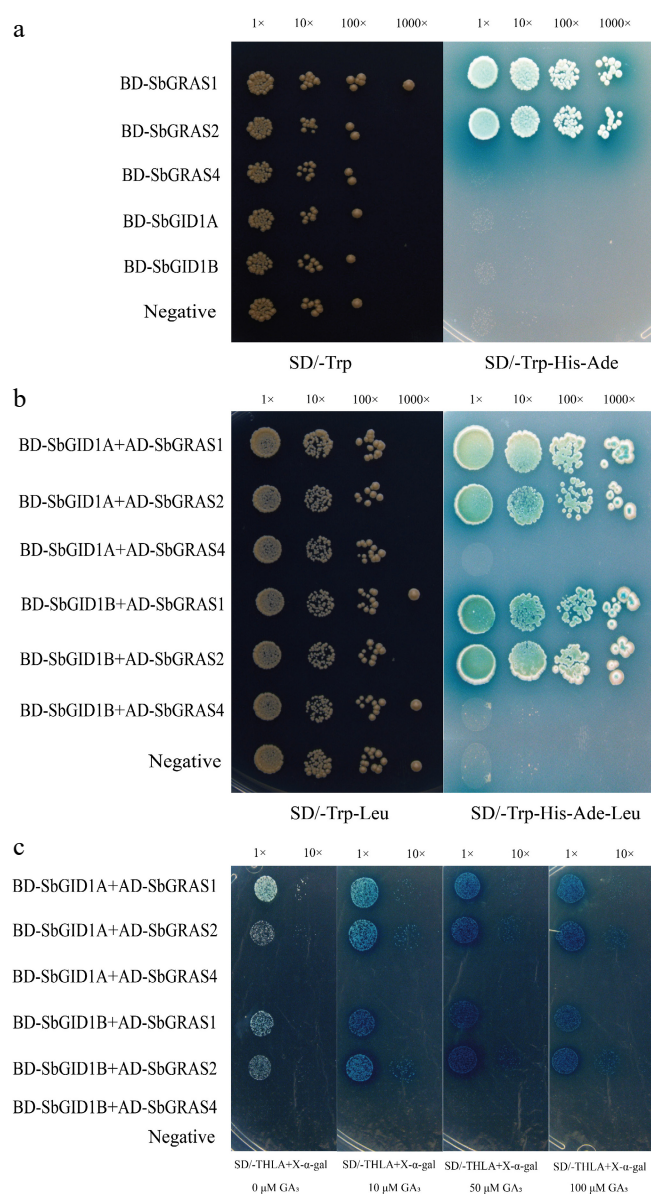 a
1× 10× 100× 1000× 1× 10× 100× 1000×
BD-SbGRAS1
BD-SbGRAS2
BD-SbGRAS4
BD-SbGID1A
BD-SbGID1B
Negative
SD/-Trp SD/-Trp-His-Ade
b
1× 10× 100× 1000× 1× 10× 100× 1000×
BD-SbGID1A+AD-SbGRAS1
BD-SbGID1A+AD-SbGRAS2
BD-SbGID1A+AD-SbGRAS4
BD-SbGID1B+AD-SbGRAS1
BD-SbGID1B+AD-SbGRAS2
BD-SbGID1B+AD-SbGRAS4
Negative
SD/-Trp-Leu SD/-Trp-His-Ade-Leu
c
1× 10× 1× 10× 1× 10× 1× 10×
BD-SbGID1A+AD-SbGRAS1
BD-SbGID1A+AD-SbGRAS2
BD-SbGID1A+AD-SbGRAS4
BD-SbGID1B+AD-SbGRAS1
BD-SbGID1B+AD-SbGRAS2
BD-SbGID1B+AD-SbGRAS4
Negative
SD/-THLA+X-α-gal SD/-THLA+X-α-gal SD/-THLA+X-α-gal SD/-THLA+X-α-gal
0 μM GA₃ 10 μM GA₃ 50 μM GA₃ 100 μM GA₃